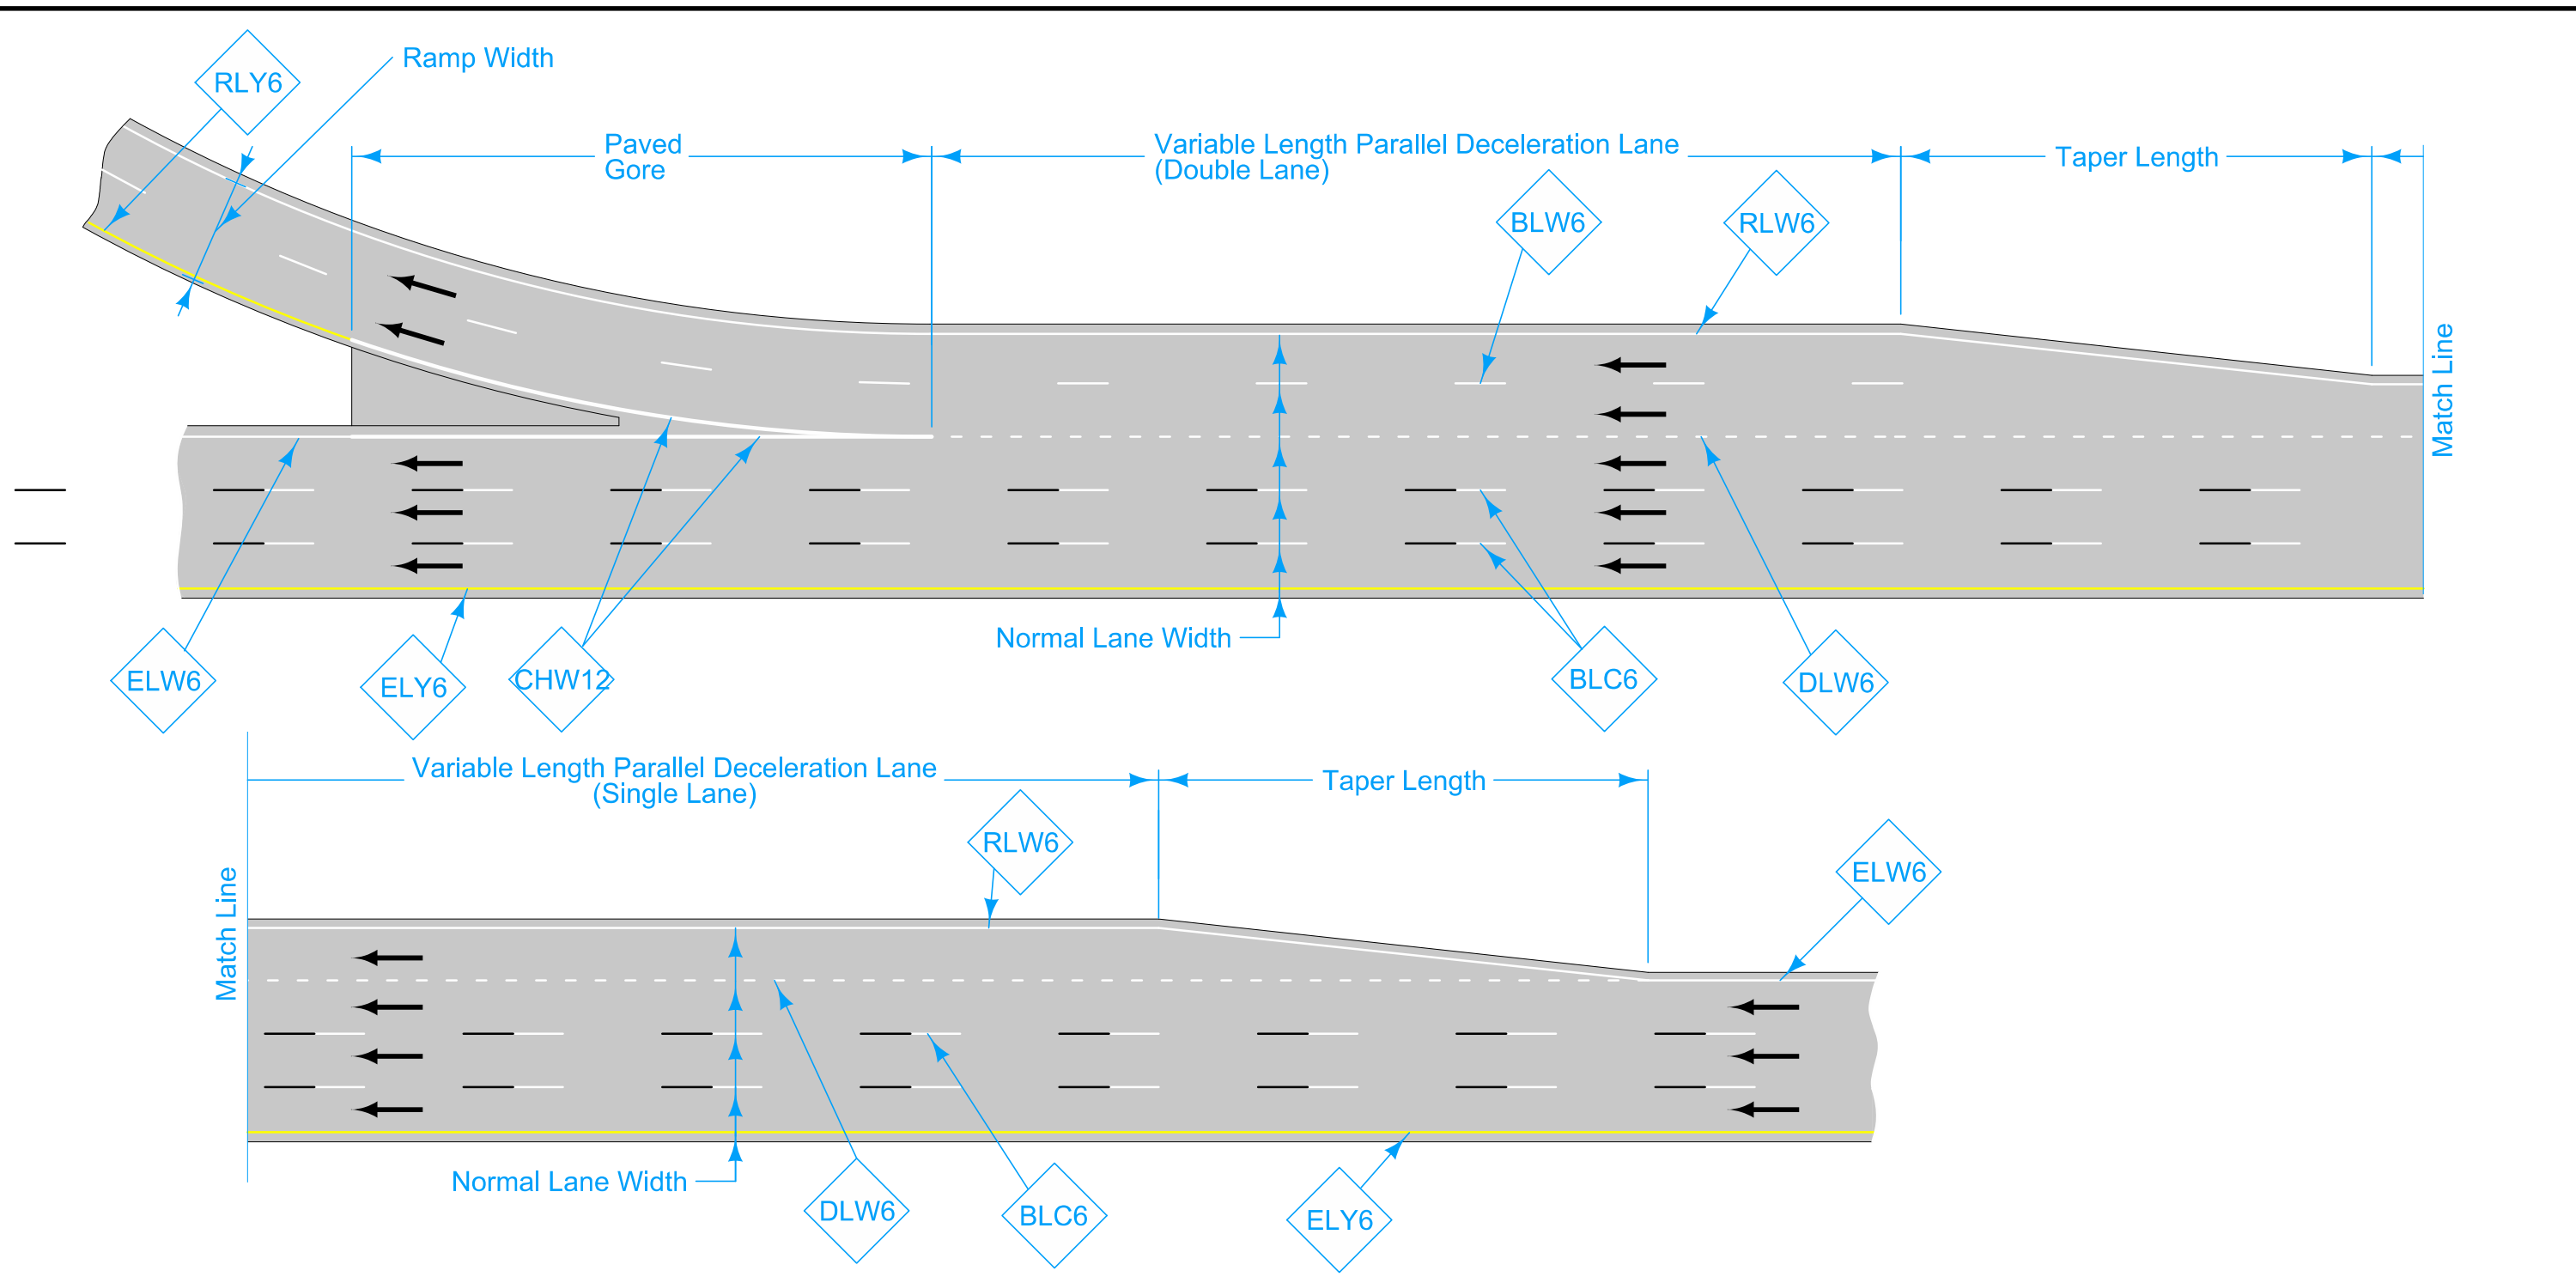 RLY6
Ramp Width
Paved
Gore
Variable Length Parallel Deceleration Lane
(Double Lane)
Taper Length
BLW6
RLW6
Match Line
Normal Lane Width
ELW6
ELY6
CHW12
BLC6
DLW6
Variable Length Parallel Deceleration Lane
(Single Lane)
Taper Length
RLW6
ELW6
Match Line
Normal Lane Width
DLW6
BLC6
ELY6